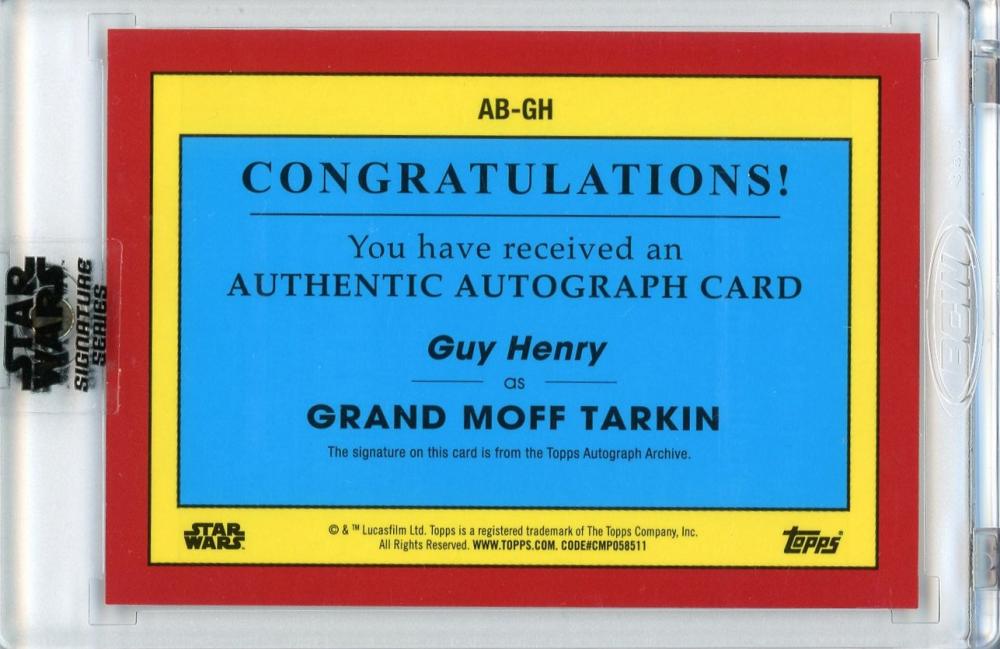 AB-GH
CONGRATULATIONS!
You have received an
AUTHENTIC AUTOGRAPH CARD
Guy Henry
as
GRAND MOFF TARKIN
The signature on this card is from the Topps Autograph Archive.
STAR
WARS
© & ™ Lucasfilm Ltd. Topps is a registered trademark of The Topps Company, Inc.
All Rights Reserved. WWW.TOPPS.COM. CODE#CMP058511
topps®
STAR
WARS
SIGNATURE
SERIES
BCW